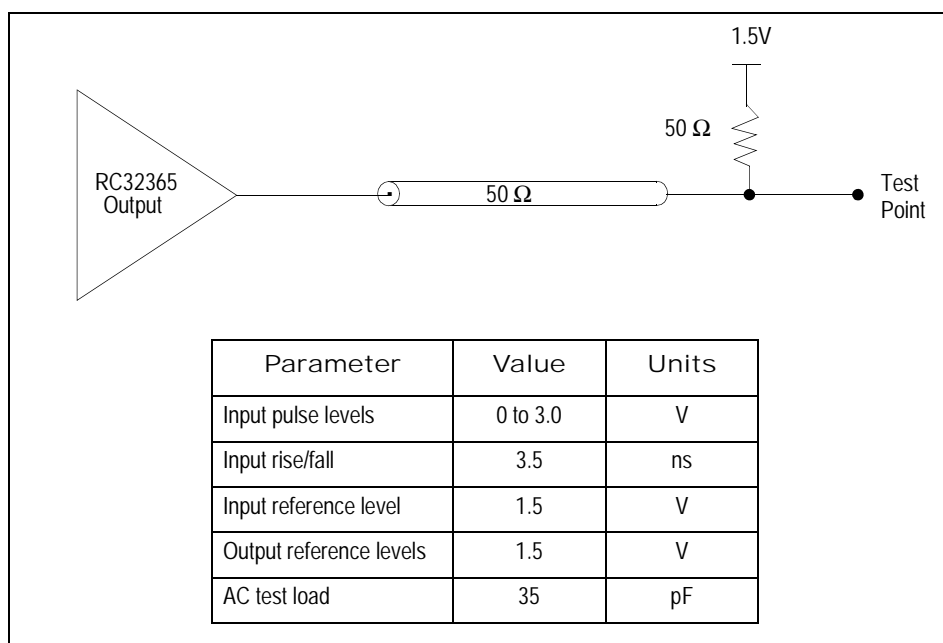 1.5V
50 Ω
RC32365
Output
50 Ω
Test
Point
Parameter Value Units
Input pulse levels 0 to 3.0 V
Input rise/fall 3.5 ns
Input reference level 1.5 V
Output reference levels 1.5 V
AC test load 35 pF